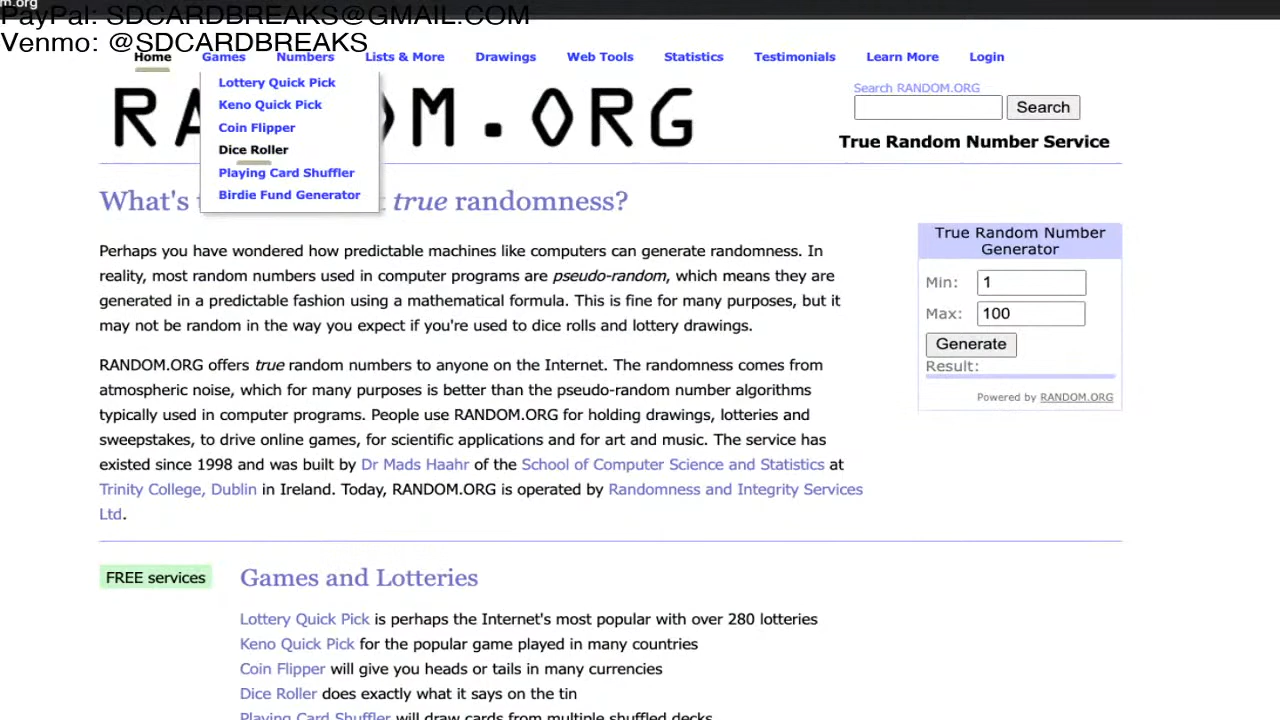 m.org
PayPal: SDCARDBREAKS@GMAIL.COM
Venmo: @SDCARDBREAKS
Home Games Numbers Lists & More Drawings Web Tools Statistics Testimonials Learn More Login
Lottery Quick Pick
Keno Quick Pick
Coin Flipper
Dice Roller
Playing Card Shuffler
Birdie Fund Generator
RA M.ORG
Search RANDOM.ORG
Search
True Random Number Service
What's t t true randomness?
Perhaps you have wondered how predictable machines like computers can generate randomness. In
reality, most random numbers used in computer programs are pseudo-random, which means they are
generated in a predictable fashion using a mathematical formula. This is fine for many purposes, but it
may not be random in the way you expect if you're used to dice rolls and lottery drawings.
RANDOM.ORG offers true random numbers to anyone on the Internet. The randomness comes from
atmospheric noise, which for many purposes is better than the pseudo-random number algorithms
typically used in computer programs. People use RANDOM.ORG for holding drawings, lotteries and
sweepstakes, to drive online games, for scientific applications and for art and music. The service has
existed since 1998 and was built by Dr Mads Haahr of the School of Computer Science and Statistics at
Trinity College, Dublin in Ireland. Today, RANDOM.ORG is operated by Randomness and Integrity Services
Ltd.
True Random Number
Generator
Min: 1
Max: 100
Generate
Result:
Powered by RANDOM.ORG
FREE services
Games and Lotteries
Lottery Quick Pick is perhaps the Internet's most popular with over 280 lotteries
Keno Quick Pick for the popular game played in many countries
Coin Flipper will give you heads or tails in many currencies
Dice Roller does exactly what it says on the tin
Playing Card Shuffler will draw cards from multiple shuffled decks